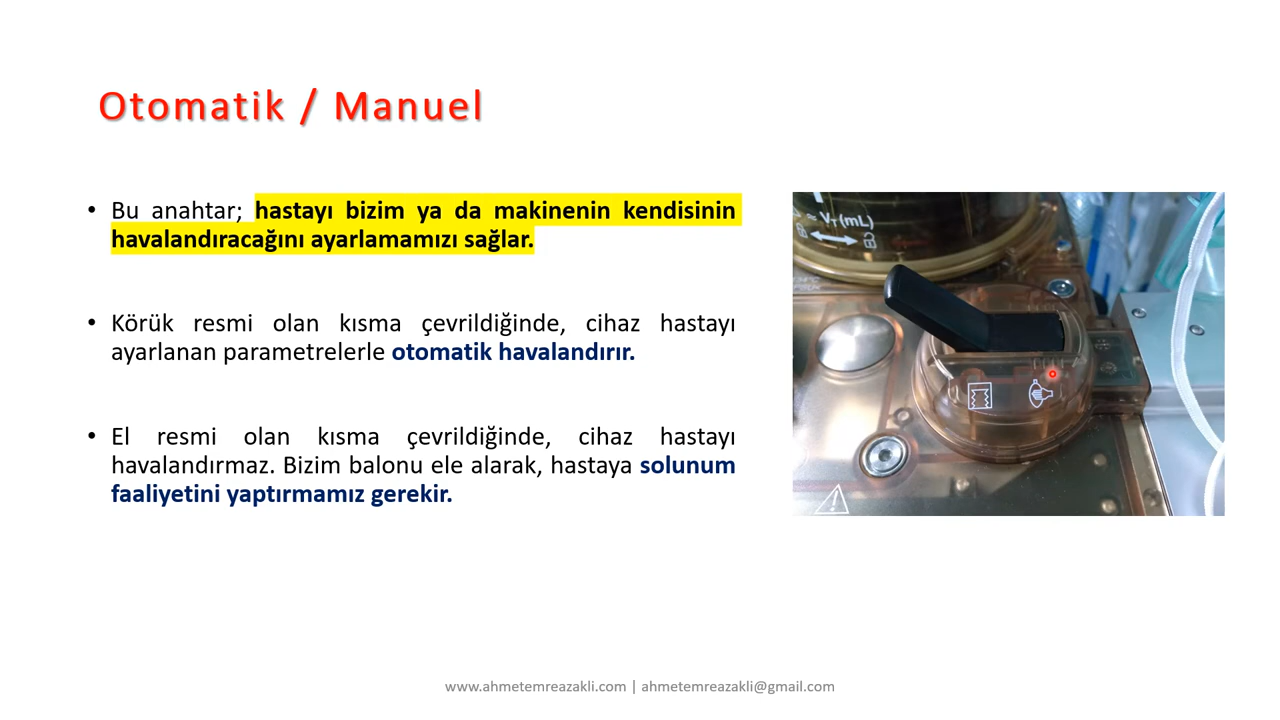 Otomatik / Manuel
• Bu anahtar; hastayı bizim ya da makinenin kendisinin
havalandıracağını ayarlamamızı sağlar.
• Körük resmi olan kısma çevrildiğinde, cihaz hastayı
ayarlanan parametrelerle otomatik havalandırır.
• El resmi olan kısma çevrildiğinde, cihaz hastayı
havalandırmaz. Bizim balonu ele alarak, hastaya solunum
faaliyetini yaptırmamız gerekir.
≈ VT (mL)
www.ahmetemreazakli.com | ahmetemreazakli@gmail.com